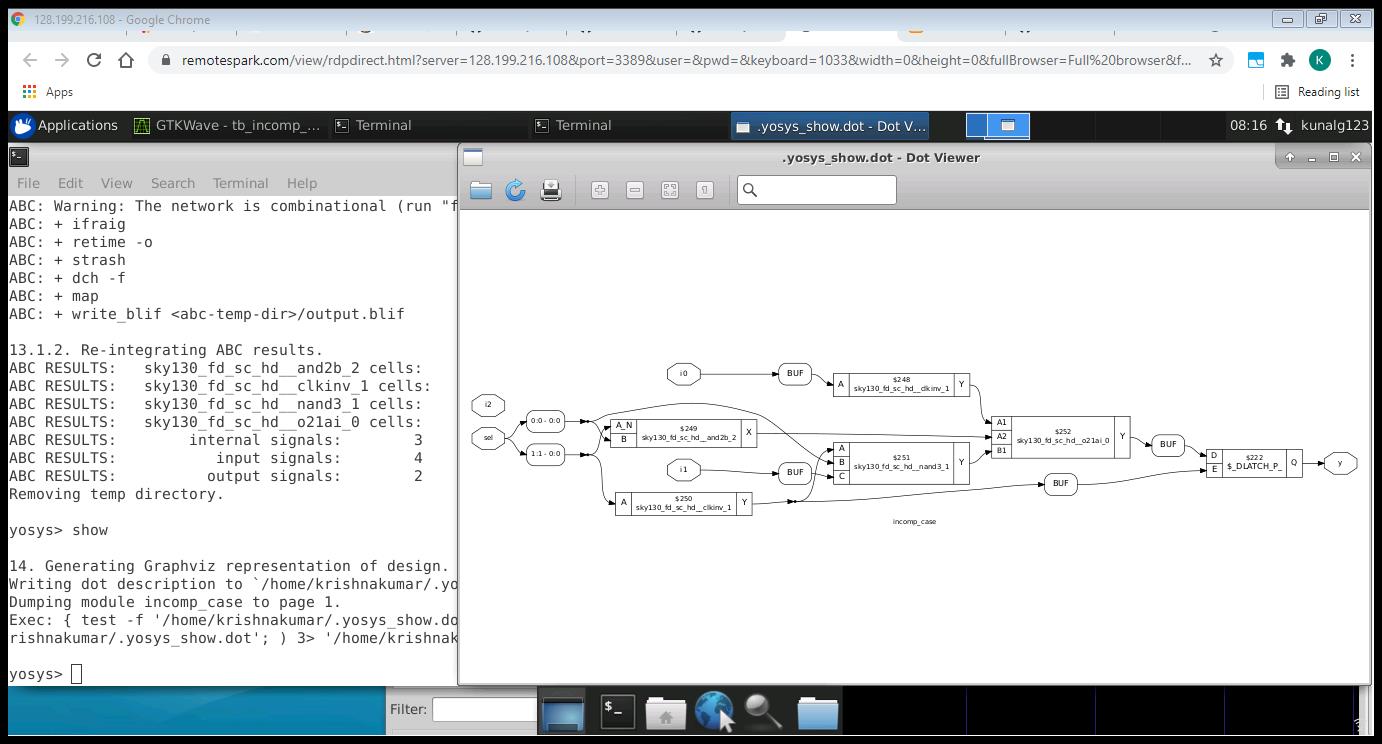 128.199.216.108 - Google Chrome
remotespark.com/view/rdpdirect.html?server=128.199.216.108&port=3389&user=&pwd=&keyboard=1033&width=0&height=0&fullBrowser=Full%20browser&f...
K
Apps
Reading list
Applications
GTKWave - tb_incomp_...
Terminal
Terminal
.yosys_show.dot - Dot V...
08:16
kunalg123
.yosys_show.dot - Dot Viewer
File Edit View Search Terminal Help
ABC: Warning: The network is combinational (run "f
ABC: + ifraig
ABC: + retime -o
ABC: + strash
ABC: + dch -f
ABC: + map
ABC: + write_blif <abc-temp-dir>/output.blif
13.1.2. Re-integrating ABC results.
ABC RESULTS:   sky130_fd_sc_hd__and2b_2 cells:
ABC RESULTS:   sky130_fd_sc_hd__clkinv_1 cells:
ABC RESULTS:   sky130_fd_sc_hd__nand3_1 cells:
ABC RESULTS:   sky130_fd_sc_hd__o21ai_0 cells:
ABC RESULTS:        internal signals:        3
ABC RESULTS:           input signals:        4
ABC RESULTS:          output signals:        2
Removing temp directory.
yosys> show
14. Generating Graphviz representation of design.
Writing dot description to `/home/krishnakumar/.yo
Dumping module incomp_case to page 1.
Exec: { test -f '/home/krishnakumar/.yosys_show.do
rishnakumar/.yosys_show.dot'; ) 3> '/home/krishnak
yosys>
i0
BUF
A
$248
sky130_fd_sc_hd__clkinv_1
Y
i2
sel
0:0 - 0:0
1:1 - 0:0
A_N
B
$249
sky130_fd_sc_hd__and2b_2
X
i1
BUF
A
$250
sky130_fd_sc_hd__clkinv_1
Y
A
B
C
$251
sky130_fd_sc_hd__nand3_1
Y
A1
A2
B1
$252
sky130_fd_sc_hd__o21ai_0
Y
BUF
BUF
D
E
$222
$_DLATCH_P_
Q
y
incomp_case
Filter: